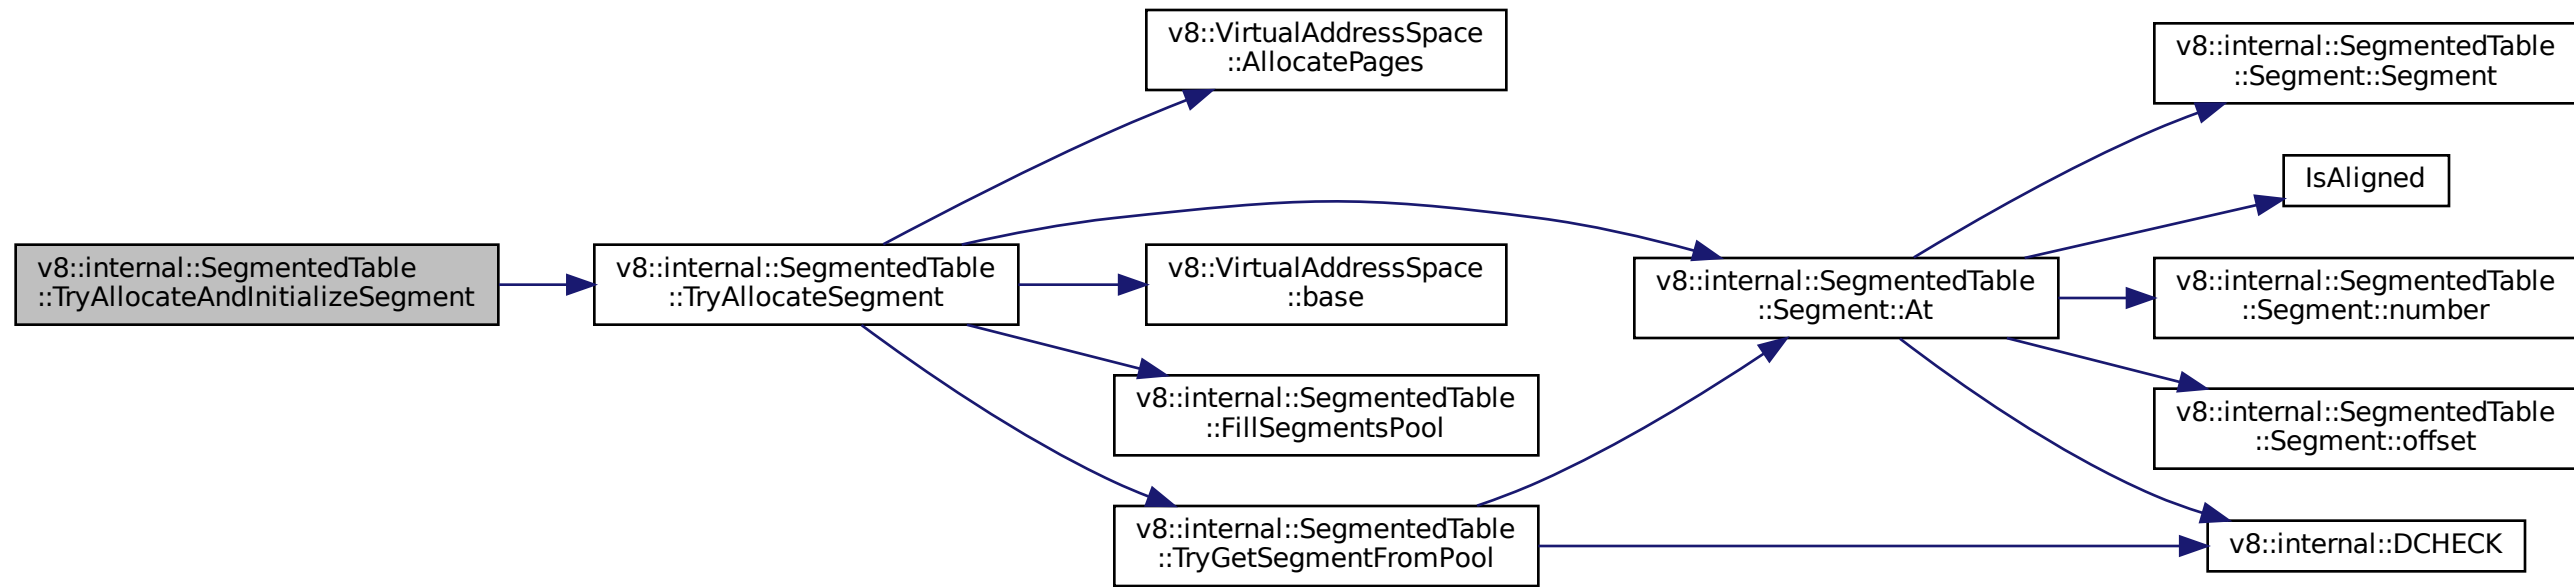 v8::internal::SegmentedTable
::TryAllocateAndInitializeSegment
v8::internal::SegmentedTable
::TryAllocateSegment
v8::VirtualAddressSpace
::AllocatePages
v8::VirtualAddressSpace
::base
v8::internal::SegmentedTable
::FillSegmentsPool
v8::internal::SegmentedTable
::TryGetSegmentFromPool
v8::internal::SegmentedTable
::Segment::At
v8::internal::SegmentedTable
::Segment::Segment
IsAligned
v8::internal::SegmentedTable
::Segment::number
v8::internal::SegmentedTable
::Segment::offset
v8::internal::DCHECK